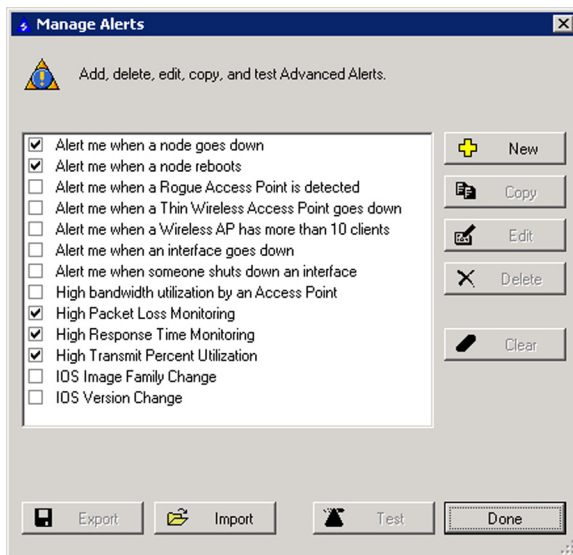 Manage Alerts
Add, delete, edit, copy, and test Advanced Alerts.
Alert me when a node goes down
Alert me when a node reboots
Alert me when a Rogue Access Point is detected
Alert me when a Thin Wireless Access Point goes down
Alert me when a Wireless AP has more than 10 clients
Alert me when an interface goes down
Alert me when someone shuts down an interface
High bandwidth utilization by an Access Point
High Packet Loss Monitoring
High Response Time Monitoring
High Transmit Percent Utilization
IOS Image Family Change
IOS Version Change
New
Copy
Edit
Delete
Clear
Export
Import
Test
Done